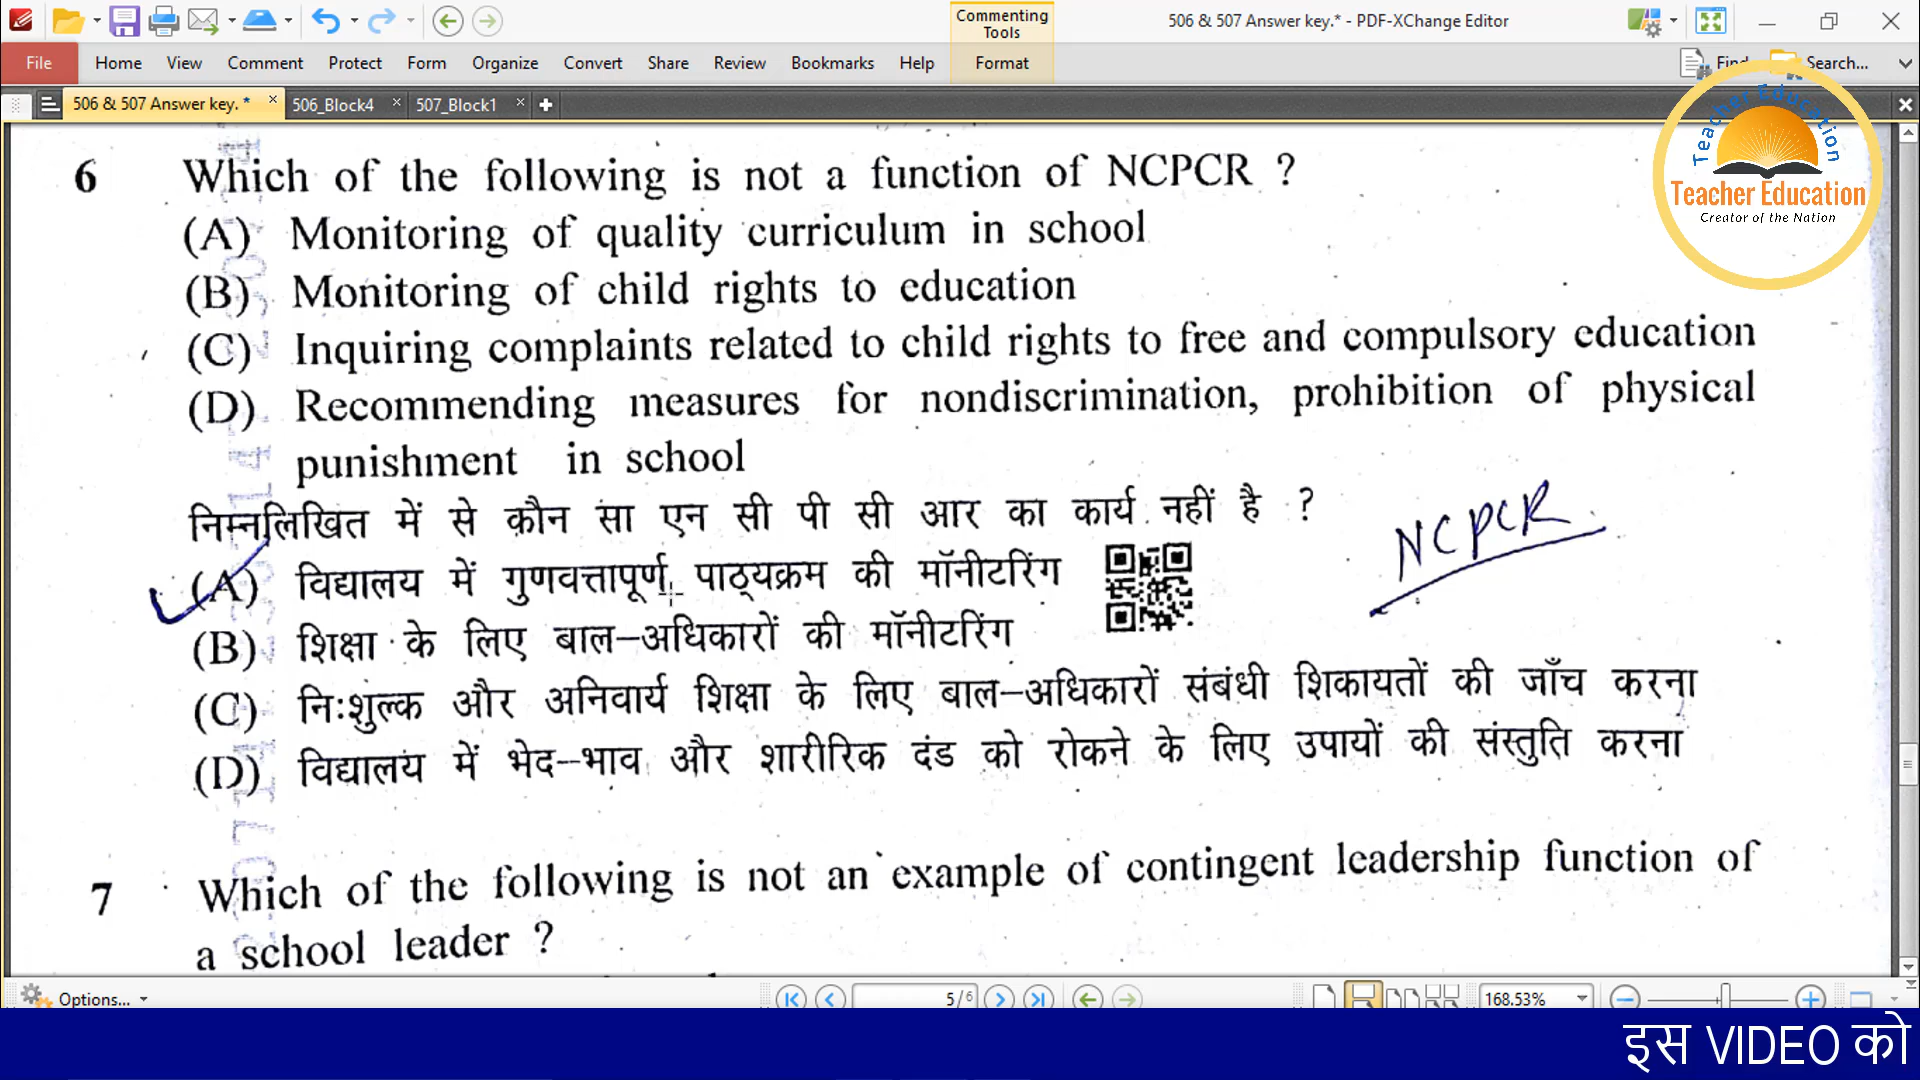 Commenting Tools
506 & 507 Answer key.* - PDF-XChange Editor
File Home View Comment Protect Form Organize Convert Share Review Bookmarks Help Format Find Search...
506 & 507 Answer key. * 506_Block4 507_Block1
Teacher Education
Teacher Education
Creator of the Nation
6 Which of the following is not a function of NCPCR ?
(A) Monitoring of quality curriculum in school
(B) Monitoring of child rights to education
(C) Inquiring complaints related to child rights to free and compulsory education
(D) Recommending measures for nondiscrimination, prohibition of physical
punishment in school
निम्नलिखित में से कौन सा एन सी पी सी आर का कार्य नहीं है ?
NCPCR
(A) विद्यालय में गुणवत्तापूर्ण पाठ्यक्रम की मॉनीटरिंग
(B) शिक्षा के लिए बाल–अधिकारों की मॉनीटरिंग
(C) निःशुल्क और अनिवार्य शिक्षा के लिए बाल–अधिकारों संबंधी शिकायतों की जाँच करना
(D) विद्यालय में भेद–भाव और शारीरिक दंड को रोकने के लिए उपायों की संस्तुति करना
7 Which of the following is not an example of contingent leadership function of
a school leader ?
Options... 5/6 168.53%
इस VIDEO को